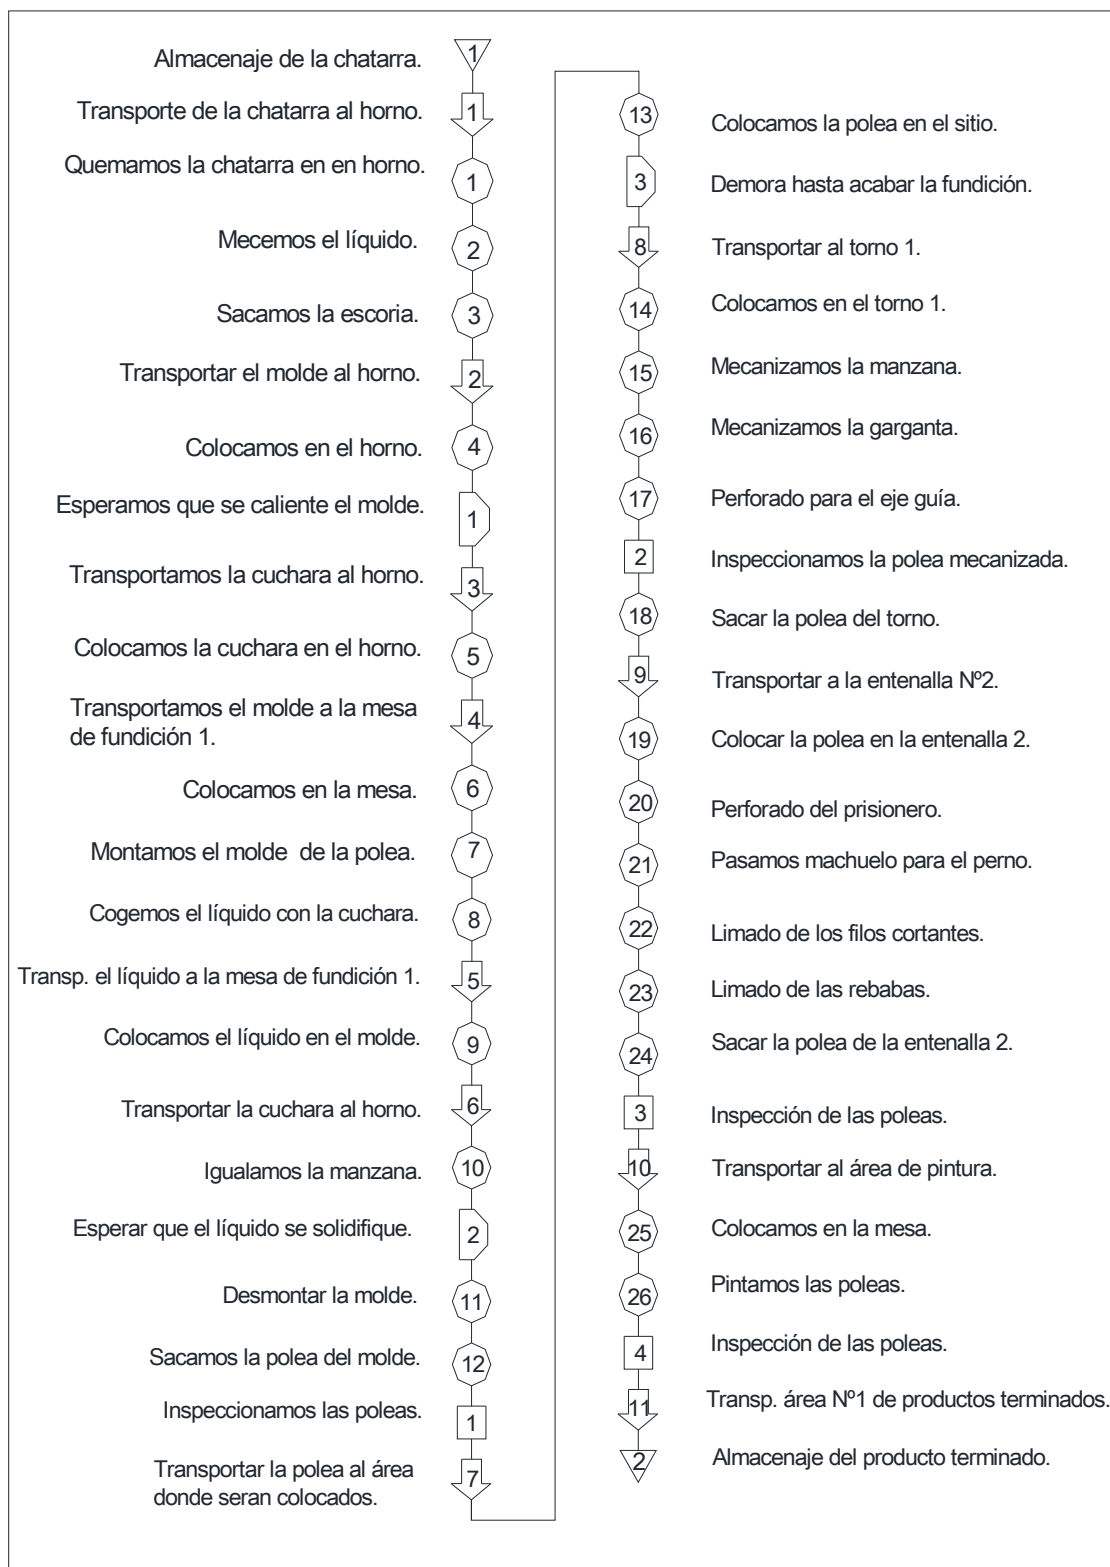 Almacenaje de la chatarra. 1
Transporte de la chatarra al horno. 1
Quemamos la chatarra en en horno. 1
Mecemos el líquido. 2
Sacamos la escoria. 3
Transportar el molde al horno. 2
Colocamos en el horno. 4
Esperamos que se caliente el molde. 1
Transportamos la cuchara al horno. 3
Colocamos la cuchara en el horno. 5
Transportamos el molde a la mesa
de fundición 1. 4
Colocamos en la mesa. 6
Montamos el molde de la polea. 7
Cogemos el líquido con la cuchara. 8
Transp. el líquido a la mesa de fundición 1. 5
Colocamos el líquido en el molde. 9
Transportar la cuchara al horno. 6
Igualamos la manzana. 10
Esperar que el líquido se solidifique. 2
Desmontar la molde. 11
Sacamos la polea del molde. 12
Inspeccionamos las poleas. 1
Transportar la polea al área 7
donde seran colocados.
13 Colocamos la polea en el sitio.
3 Demora hasta acabar la fundición.
8 Transportar al torno 1.
14 Colocamos en el torno 1.
15 Mecanizamos la manzana.
16 Mecanizamos la garganta.
17 Perforado para el eje guía.
2 Inspeccionamos la polea mecanizada.
18 Sacar la polea del torno.
9 Transportar a la entenalla Nº2.
19 Colocar la polea en la entenalla 2.
20 Perforado del prisionero.
21 Pasamos machuelo para el perno.
22 Limado de los filos cortantes.
23 Limado de las rebabas.
24 Sacar la polea de la entenalla 2.
3 Inspección de las poleas.
10 Transportar al área de pintura.
25 Colocamos en la mesa.
26 Pintamos las poleas.
4 Inspección de las poleas.
11 Transp. área Nº1 de productos terminados.
2 Almacenaje del producto terminado.